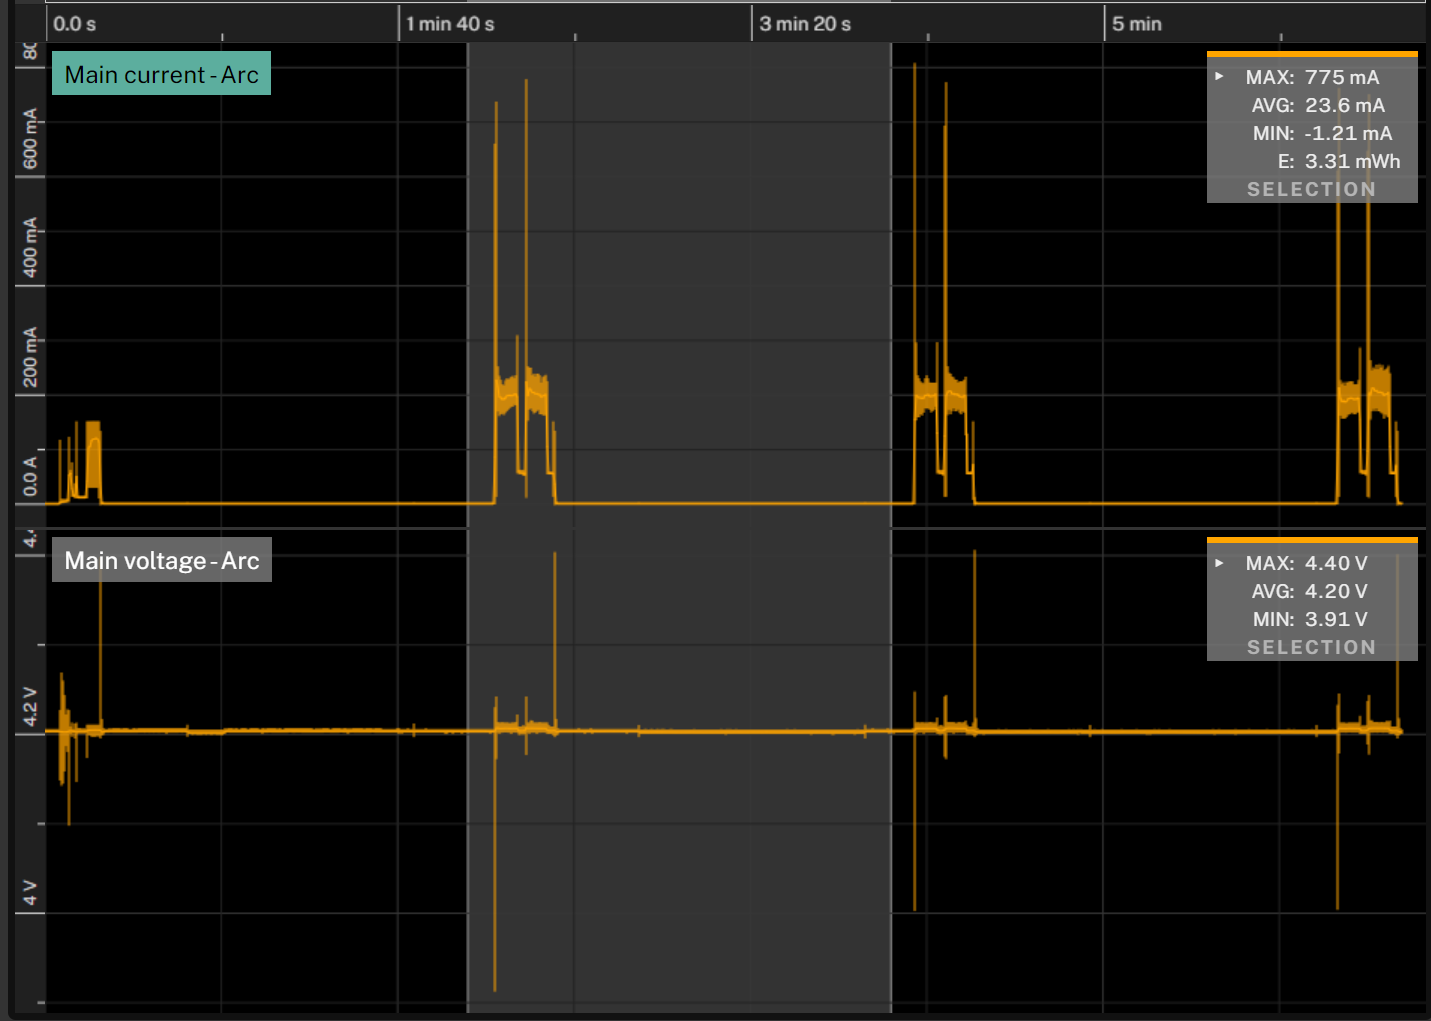 0.0 s
1 min 40 s
3 min 20 s
5 min
Main current - Arc
MAX: 775 mA
AVG: 23.6 mA
MIN: -1.21 mA
E: 3.31 mWh
SELECTION
600 mA
400 mA
200 mA
0.0 A
Main voltage - Arc
MAX: 4.40 V
AVG: 4.20 V
MIN: 3.91 V
SELECTION
4.2 V
4 V